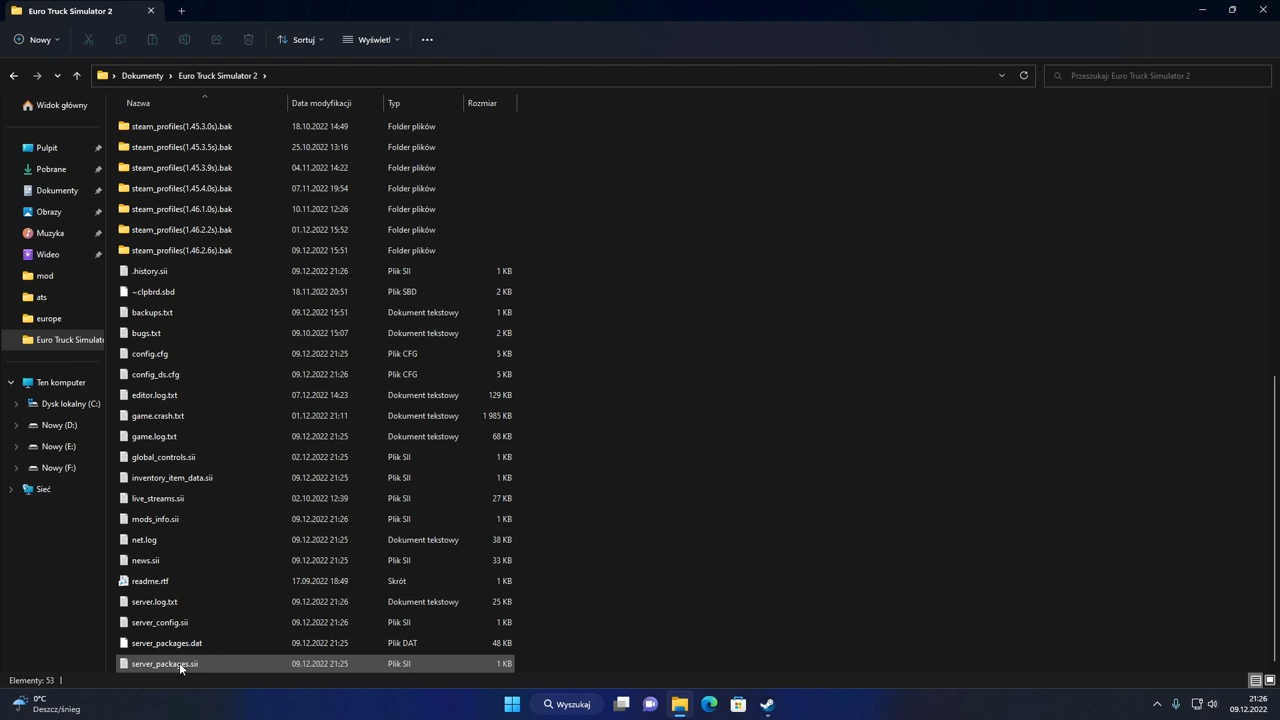 Euro Truck Simulator 2
Nowy
Sortuj
Wyświetl
Dokumenty
Euro Truck Simulator 2
Przeszukaj: Euro Truck Simulator 2
Widok główny
Pulpit
Pobrane
Dokumenty
Obrazy
Muzyka
Wideo
mod
ats
europe
Euro Truck Simulato
Ten komputer
Dysk lokalny (C:)
Nowy (D:)
Nowy (E:)
Nowy (F:)
Sieć
Nazwa Data modyfikacji Typ Rozmiar
steam_profiles(1.45.3.0s).bak 18.10.2022 14:49 Folder plików
steam_profiles(1.45.3.5s).bak 25.10.2022 13:16 Folder plików
steam_profiles(1.45.3.9s).bak 04.11.2022 14:22 Folder plików
steam_profiles(1.45.4.0s).bak 07.11.2022 19:54 Folder plików
steam_profiles(1.46.1.0s).bak 10.11.2022 12:26 Folder plików
steam_profiles(1.46.2.2s).bak 01.12.2022 15:52 Folder plików
steam_profiles(1.46.2.6s).bak 09.12.2022 15:51 Folder plików
.history.sii 09.12.2022 21:26 Plik SII 1 KB
~clpbrd.sbd 18.11.2022 20:51 Plik SBD 2 KB
backups.txt 09.12.2022 15:51 Dokument tekstowy 1 KB
bugs.txt 09.10.2022 15:07 Dokument tekstowy 2 KB
config.cfg 09.12.2022 21:25 Plik CFG 5 KB
config_ds.cfg 09.12.2022 21:26 Plik CFG 5 KB
editor.log.txt 07.12.2022 14:23 Dokument tekstowy 129 KB
game.crash.txt 01.12.2022 21:11 Dokument tekstowy 1 985 KB
game.log.txt 09.12.2022 21:25 Dokument tekstowy 68 KB
global_controls.sii 02.12.2022 21:25 Plik SII 1 KB
inventory_item_data.sii 09.12.2022 21:25 Plik SII 1 KB
live_streams.sii 02.10.2022 12:39 Plik SII 27 KB
mods_info.sii 09.12.2022 21:26 Plik SII 1 KB
net.log 09.12.2022 21:25 Dokument tekstowy 38 KB
news.sii 09.12.2022 21:25 Plik SII 33 KB
readme.rtf 17.09.2022 18:49 Skrót 1 KB
server.log.txt 09.12.2022 21:26 Dokument tekstowy 25 KB
server_config.sii 09.12.2022 21:26 Plik SII 1 KB
server_packages.dat 09.12.2022 21:25 Plik DAT 48 KB
server_packages.sii 09.12.2022 21:25 Plik SII 1 KB
Elementy: 53
0°C
Deszcz/śnieg
Wyszukaj
21:26
09.12.2022